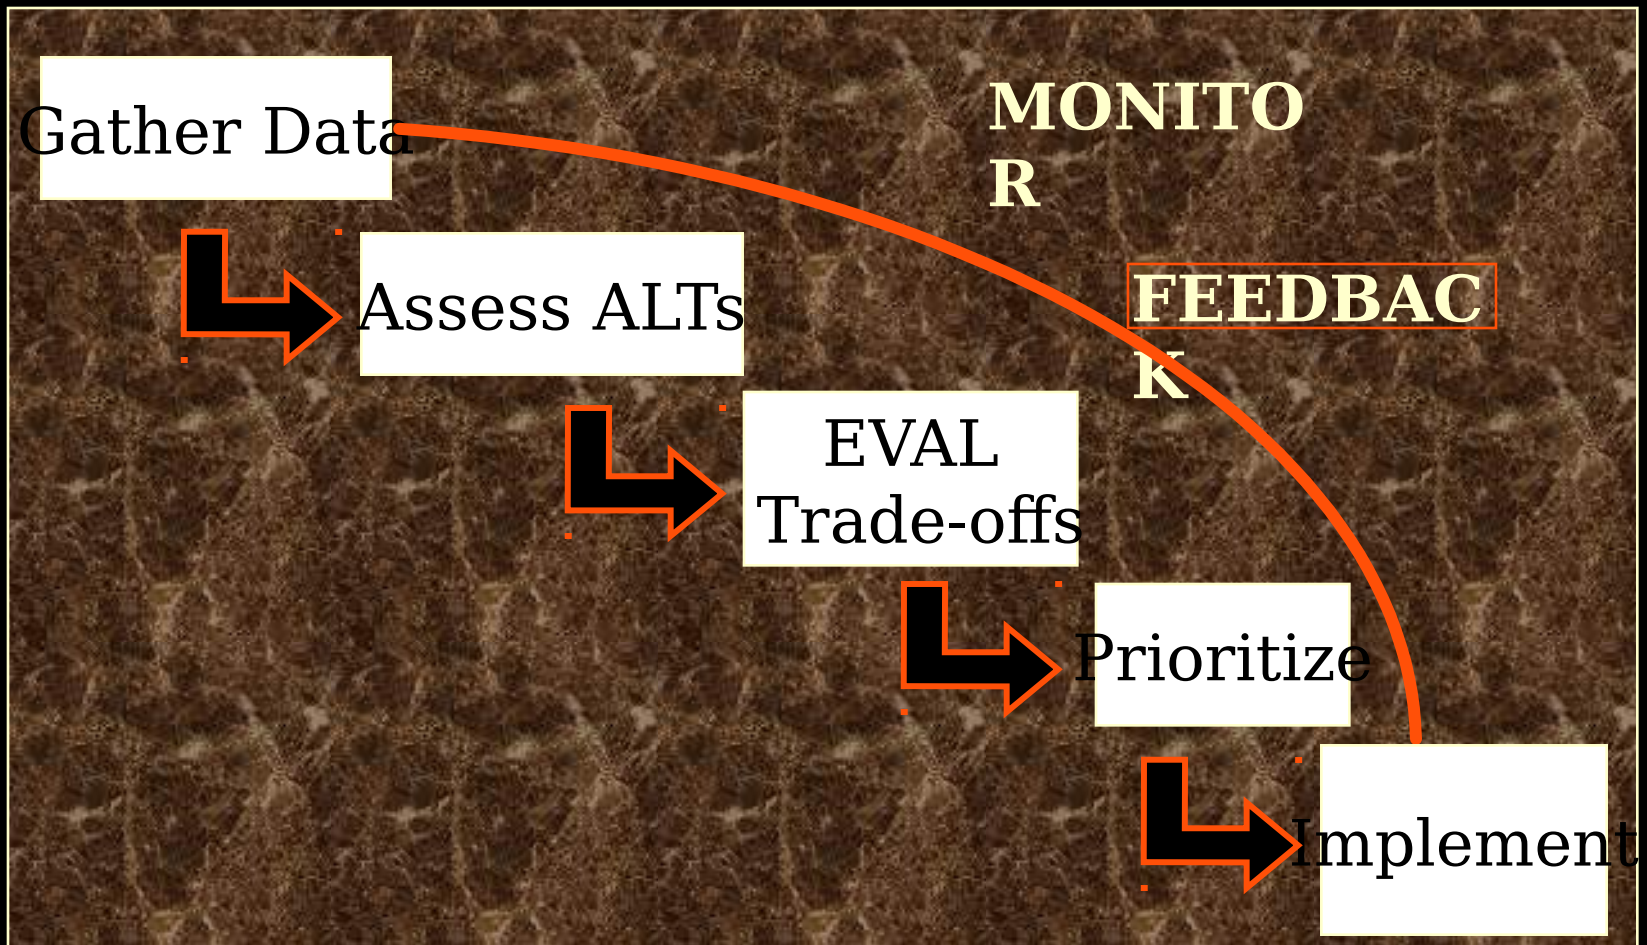 Gather Data
MONITO
R
Assess ALTs
FEEDBAC
K
EVAL
Trade-offs
Prioritize
Implement